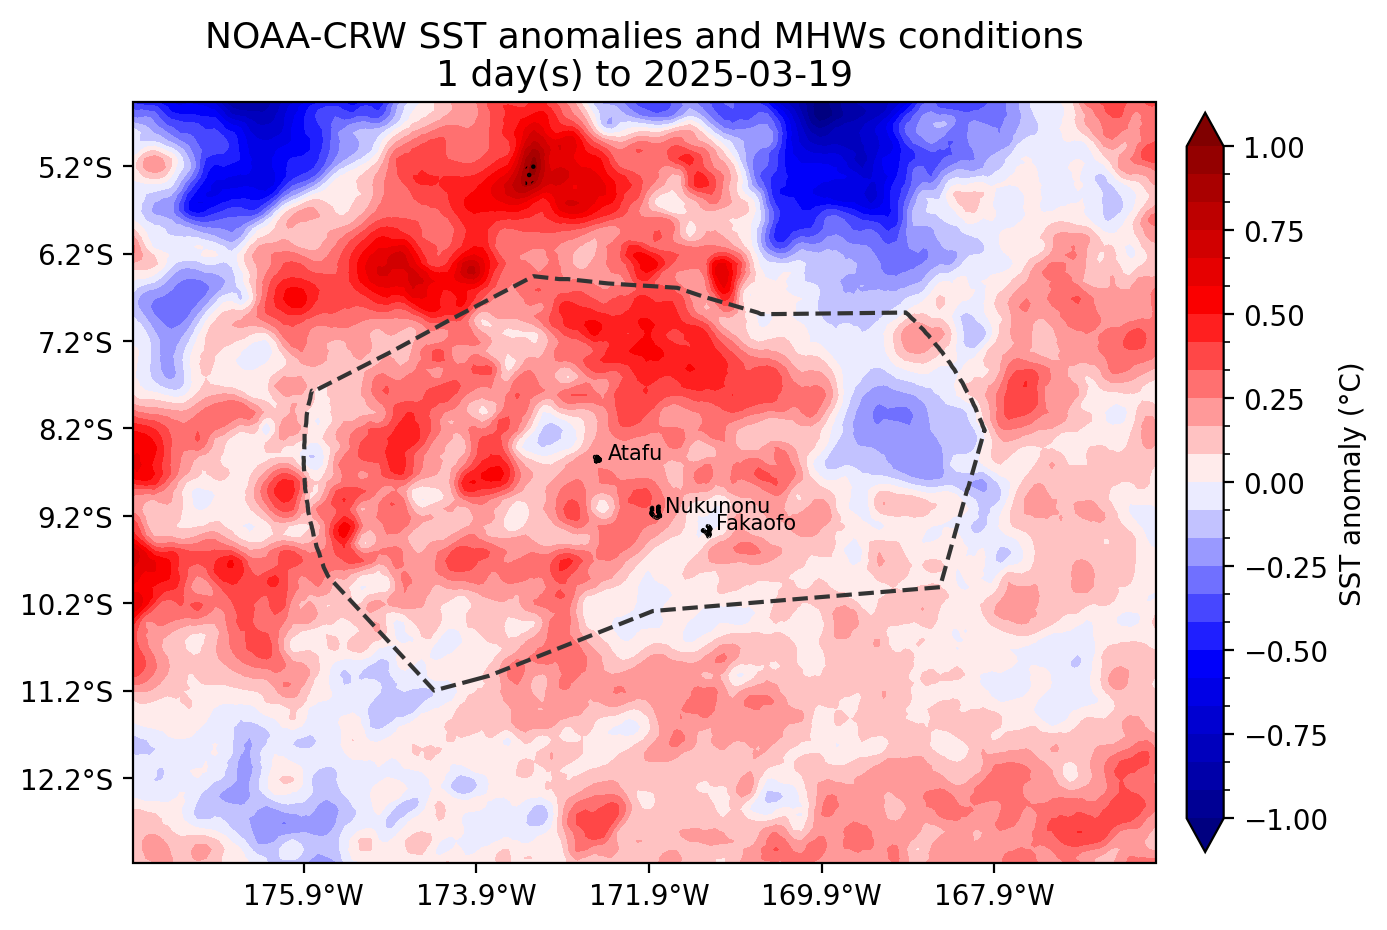 NOAA-CRW SST anomalies and MHWs conditions
1 day(s) to 2025-03-19
5.2°S
6.2°S
7.2°S
8.2°S
9.2°S
10.2°S
11.2°S
12.2°S
175.9°W
173.9°W
171.9°W
169.9°W
167.9°W
Atafu
Nukunonu
Fakaofo
1.00
0.75
0.50
0.25
0.00
−0.25
−0.50
−0.75
−1.00
SST anomaly (°C)